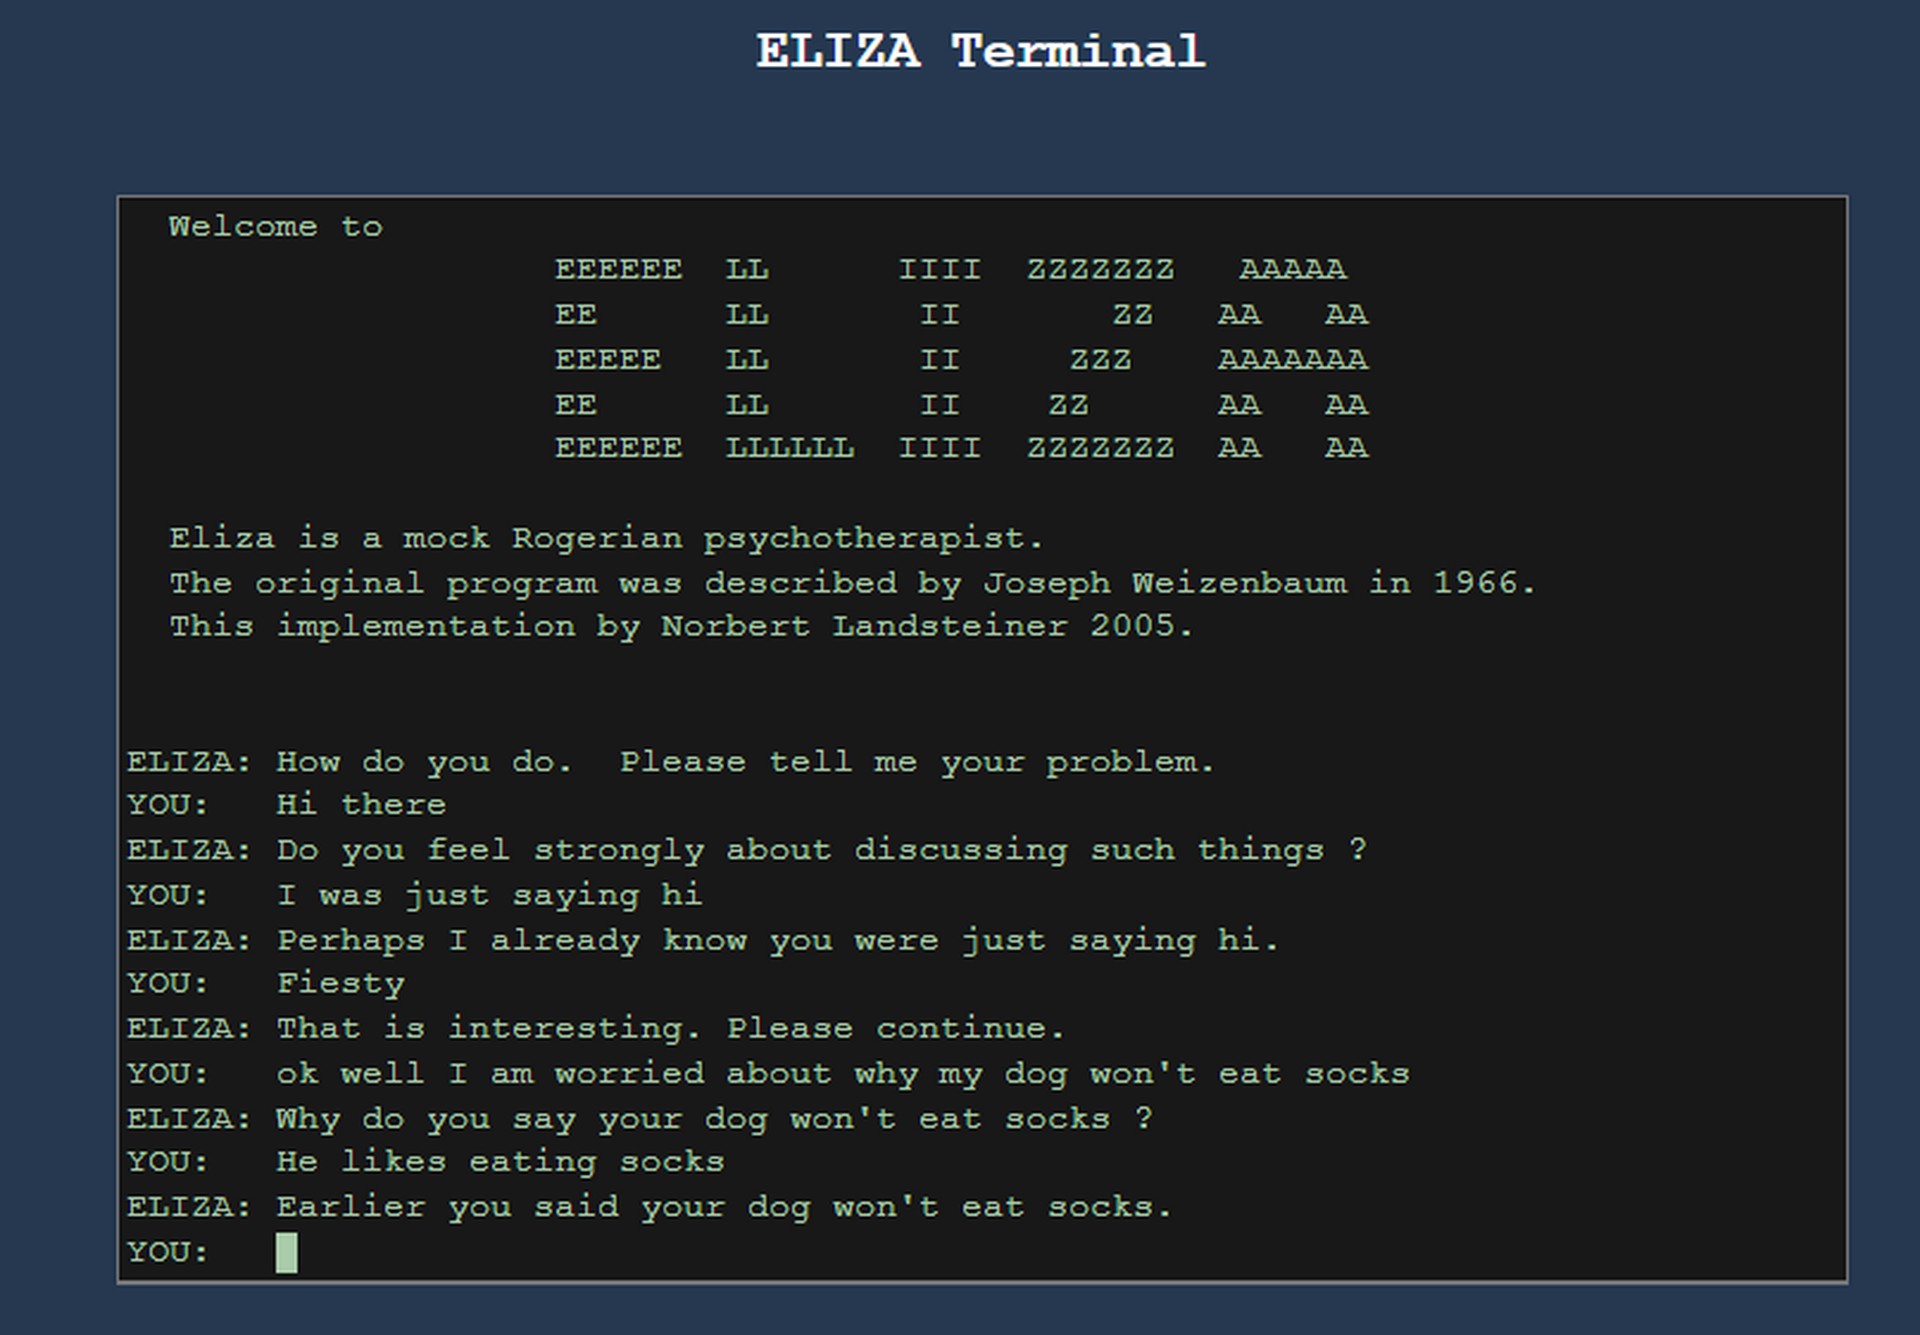 ELIZA Terminal
Welcome to
EEEEEE  LL      IIII  ZZZZZZZ   AAAAA
EE      LL       II       ZZ   AA   AA
EEEEE   LL       II     ZZZ    AAAAAAA
EE      LL       II    ZZ      AA   AA
EEEEEE  LLLLLL  IIII  ZZZZZZZ  AA   AA
Eliza is a mock Rogerian psychotherapist.
The original program was described by Joseph Weizenbaum in 1966.
This implementation by Norbert Landsteiner 2005.
ELIZA: How do you do.  Please tell me your problem.
YOU:   Hi there
ELIZA: Do you feel strongly about discussing such things ?
YOU:   I was just saying hi
ELIZA: Perhaps I already know you were just saying hi.
YOU:   Fiesty
ELIZA: That is interesting. Please continue.
YOU:   ok well I am worried about why my dog won't eat socks
ELIZA: Why do you say your dog won't eat socks ?
YOU:   He likes eating socks
ELIZA: Earlier you said your dog won't eat socks.
YOU: